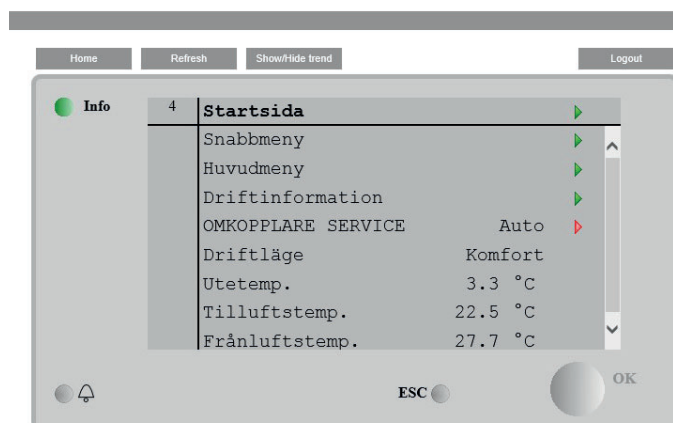 Home Refresh Show/Hide trend Logout
Info 4 Startsida
Snabbmeny
Huvudmeny
Driftinformation
OMKOPPLARE SERVICE Auto
Driftläge Komfort
Utetemp. 3.3 °C
Tilluftstemp. 22.5 °C
Frånluftstemp. 27.7 °C
ESC OK